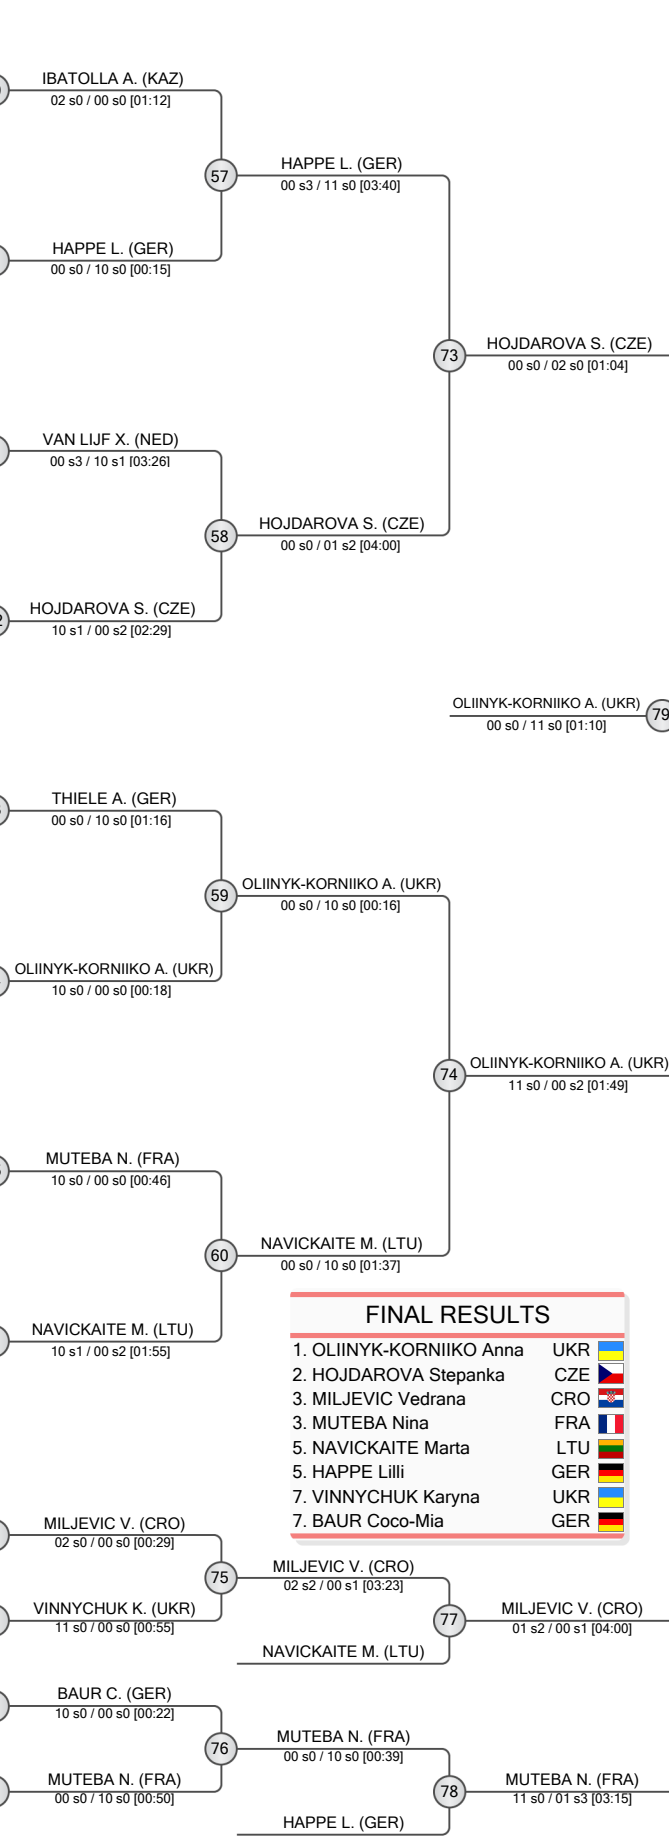 IBATOLLA A. (KAZ)
02 s0 / 00 s0 [01:12]
57
HAPPE L. (GER)
00 s3 / 11 s0 [03:40]
HAPPE L. (GER)
00 s0 / 10 s0 [00:15]
73
HOJDAROVA S. (CZE)
00 s0 / 02 s0 [01:04]
VAN LIJF X. (NED)
00 s3 / 10 s1 [03:26]
58
HOJDAROVA S. (CZE)
00 s0 / 01 s2 [04:00]
HOJDAROVA S. (CZE)
10 s1 / 00 s2 [02:29]
OLIINYK-KORNIIKO A. (UKR)
00 s0 / 11 s0 [01:10]
79
THIELE A. (GER)
00 s0 / 10 s0 [01:16]
59
OLIINYK-KORNIIKO A. (UKR)
00 s0 / 10 s0 [00:16]
OLIINYK-KORNIIKO A. (UKR)
10 s0 / 00 s0 [00:18]
74
OLIINYK-KORNIIKO A. (UKR)
11 s0 / 00 s2 [01:49]
MUTEBA N. (FRA)
10 s0 / 00 s0 [00:46]
60
NAVICKAITE M. (LTU)
00 s0 / 10 s0 [01:37]
NAVICKAITE M. (LTU)
10 s1 / 00 s2 [01:55]
FINAL RESULTS
1. OLIINYK-KORNIIKO Anna UKR
2. HOJDAROVA Stepanka CZE
3. MILJEVIC Vedrana CRO
3. MUTEBA Nina FRA
5. NAVICKAITE Marta LTU
5. HAPPE Lilli GER
7. VINNYCHUK Karyna UKR
7. BAUR Coco-Mia GER
MILJEVIC V. (CRO)
02 s0 / 00 s0 [00:29]
75
MILJEVIC V. (CRO)
02 s2 / 00 s1 [03:23]
VINNYCHUK K. (UKR)
11 s0 / 00 s0 [00:55]
77
MILJEVIC V. (CRO)
01 s2 / 00 s1 [04:00]
NAVICKAITE M. (LTU)
BAUR C. (GER)
10 s0 / 00 s0 [00:22]
76
MUTEBA N. (FRA)
00 s0 / 10 s0 [00:39]
MUTEBA N. (FRA)
00 s0 / 10 s0 [00:50]
78
MUTEBA N. (FRA)
11 s0 / 01 s3 [03:15]
HAPPE L. (GER)